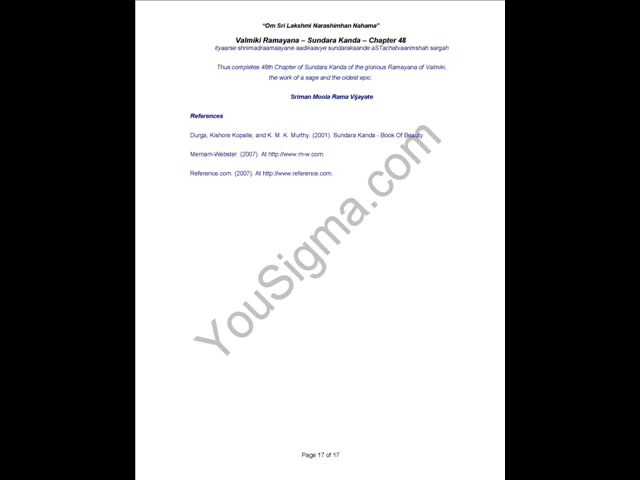 “Om Sri Lakshmi Narashimhan Nahama”
Valmiki Ramayana – Sundara Kanda – Chapter 48
ityaarse shriimadraamaayane aadikaavye sundarakaande aSTachatvaarimshah sargah
Thus completes 48th Chapter of Sundara Kanda of the glorious Ramayana of Valmiki,
the work of a sage and the oldest epic.
Sriman Moola Rama Vijayate
References
Durga, Kishore Kopalle, and K. M. K. Murthy. (2001). Sundara Kanda - Book Of Beauty.
Merriam-Webster. (2007). At http://www.m-w.com.
Reference.com. (2007). At http://www.reference.com.
YouSigma.com
Page 17 of 17